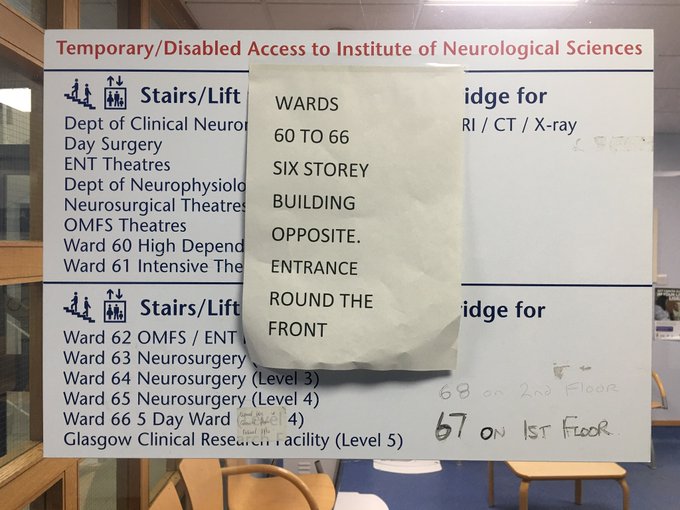 Temporary/Disabled Access to Institute of Neurological Sciences
Stairs/Lift
idge for
Dept of Clinical Neuror
RI / CT / X-ray
Day Surgery
ENT Theatres
Dept of Neurophysiolo
Neurosurgical Theatres
OMFS Theatres
Ward 60 High Depend
Ward 61 Intensive The
WARDS
60 TO 66
SIX STOREY
BUILDING
OPPOSITE.
ENTRANCE
ROUND THE
FRONT
Stairs/Lift
idge for
Ward 62 OMFS / ENT
Ward 63 Neurosurgery
Ward 64 Neurosurgery (Level 3)
Ward 65 Neurosurgery (Level 4)
Ward 66 5 Day Ward 4)
Glasgow Clinical Research Facility (Level 5)
68 on 2nd FLOOR
67 ON 1ST FLOOR